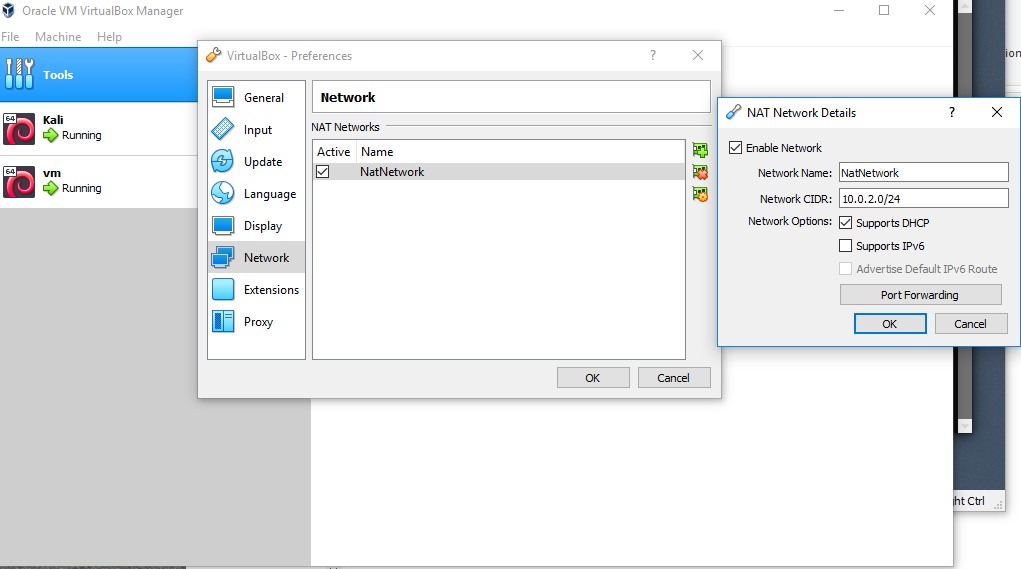 Oracle VM VirtualBox Manager
File Machine Help
Tools
64
Kali
Running
64
vm
Running
VirtualBox - Preferences
?
General
Input
Update
Language
Display
Network
Extensions
Proxy
Network
NAT Networks
Active Name
NatNetwork
OK Cancel
NAT Network Details
?
Enable Network
Network Name: NatNetwork
Network CIDR: 10.0.2.0/24
Network Options: Supports DHCP
Supports IPv6
Advertise Default IPv6 Route
Port Forwarding
OK Cancel
Ctrl